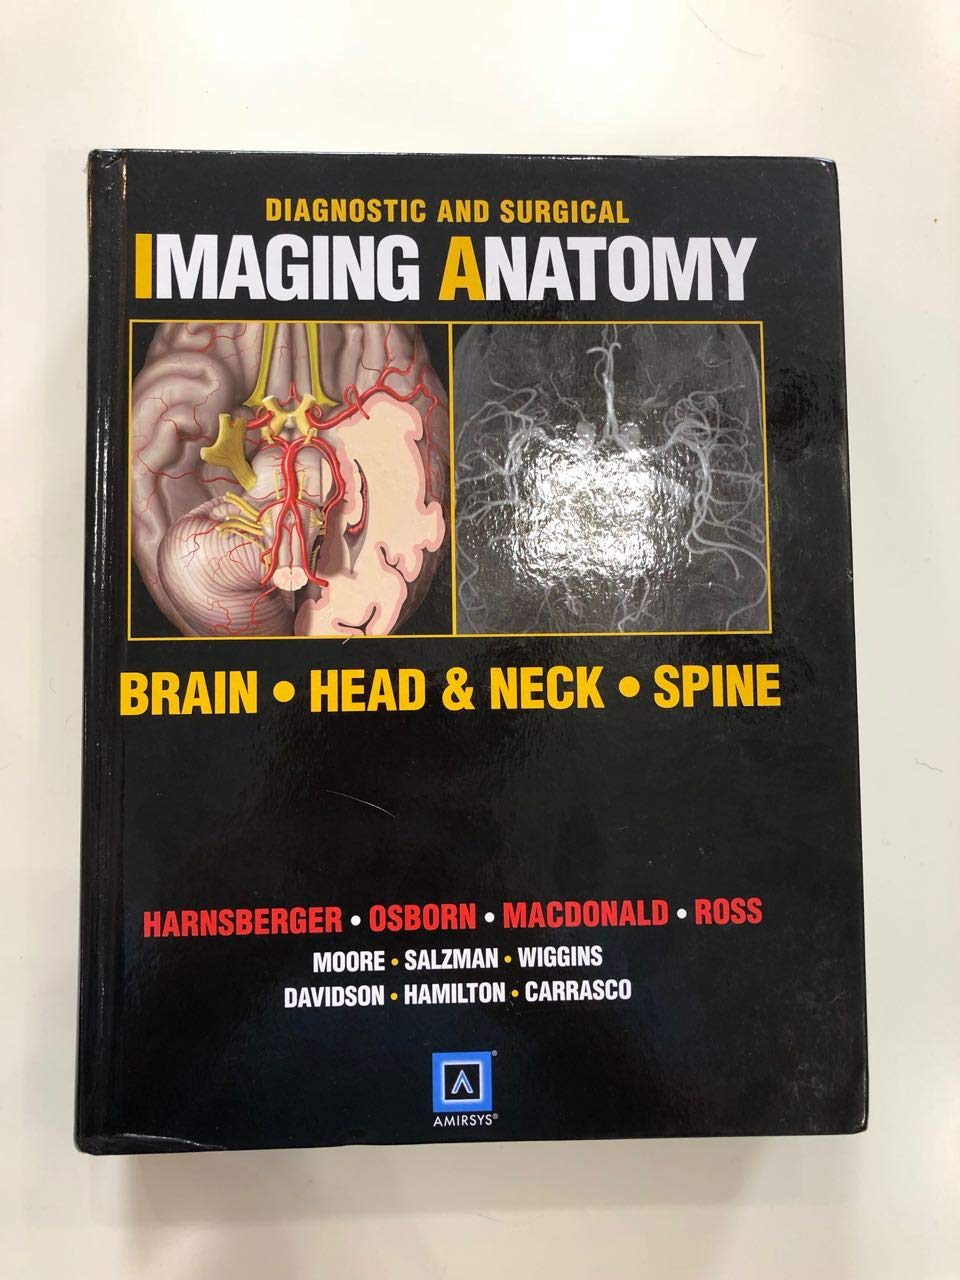 DIAGNOSTIC AND SURGICAL
IMAGING ANATOMY
BRAIN • HEAD & NECK • SPINE
HARNSBERGER • OSBORN • MACDONALD • ROSS
MOORE • SALZMAN • WIGGINS
DAVIDSON • HAMILTON • CARRASCO
AMIRSYS®